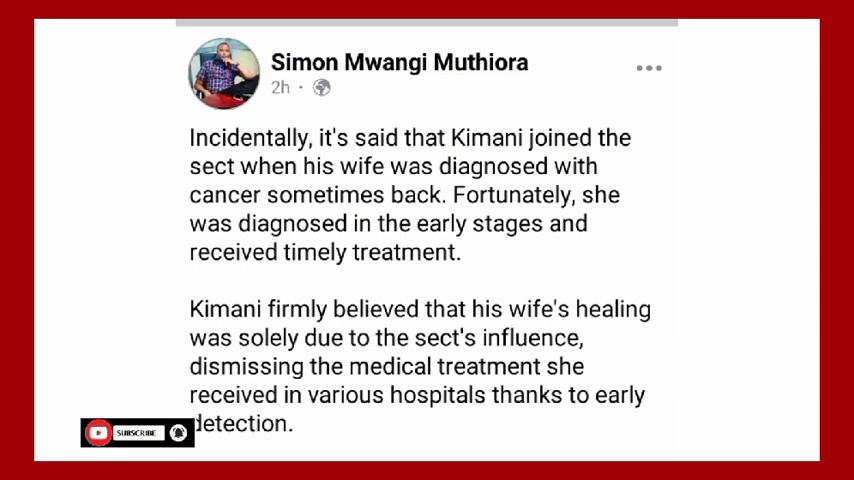 Simon Mwangi Muthiora
2h ·
Incidentally, it's said that Kimani joined the
sect when his wife was diagnosed with
cancer sometimes back. Fortunately, she
was diagnosed in the early stages and
received timely treatment.
Kimani firmly believed that his wife's healing
was solely due to the sect's influence,
dismissing the medical treatment she
received in various hospitals thanks to early
detection.
SUBSCRIBE